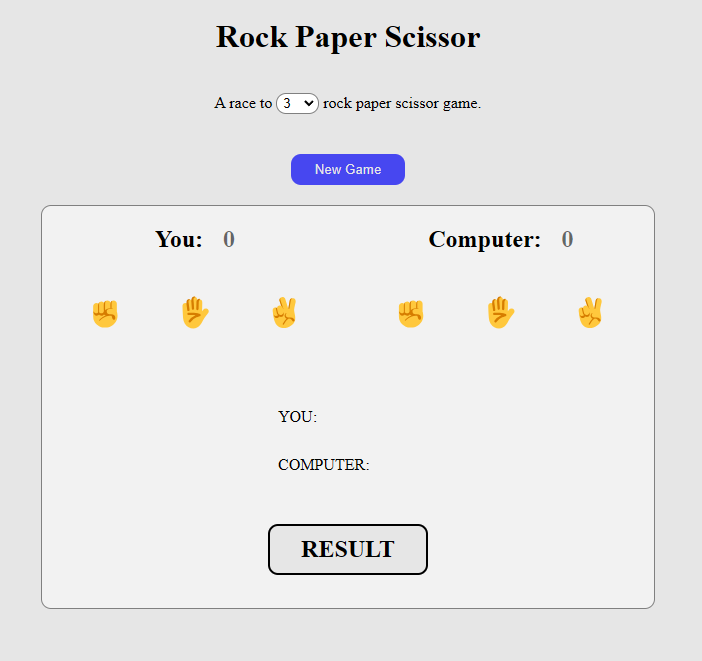 Rock Paper Scissor
A race to 3 rock paper scissor game.
New Game
You: 0 Computer: 0
YOU:
COMPUTER:
RESULT